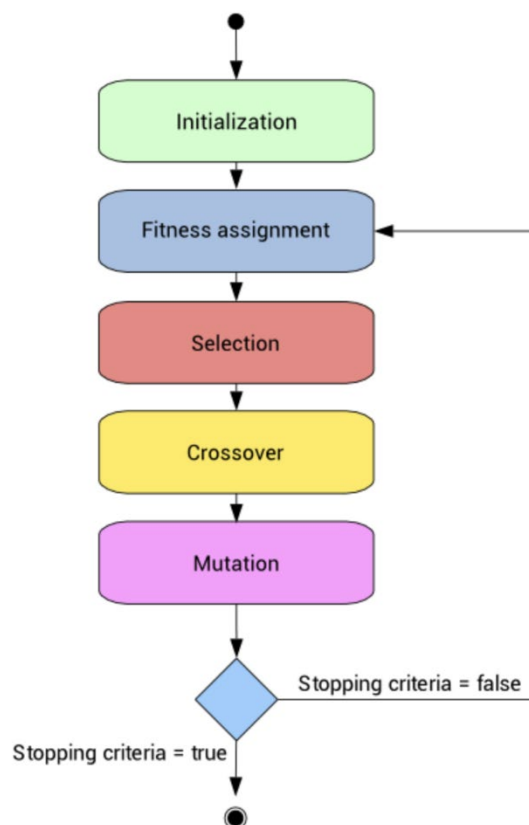 Initialization
Fitness assignment
Selection
Crossover
Mutation
Stopping criteria = false
Stopping criteria = true